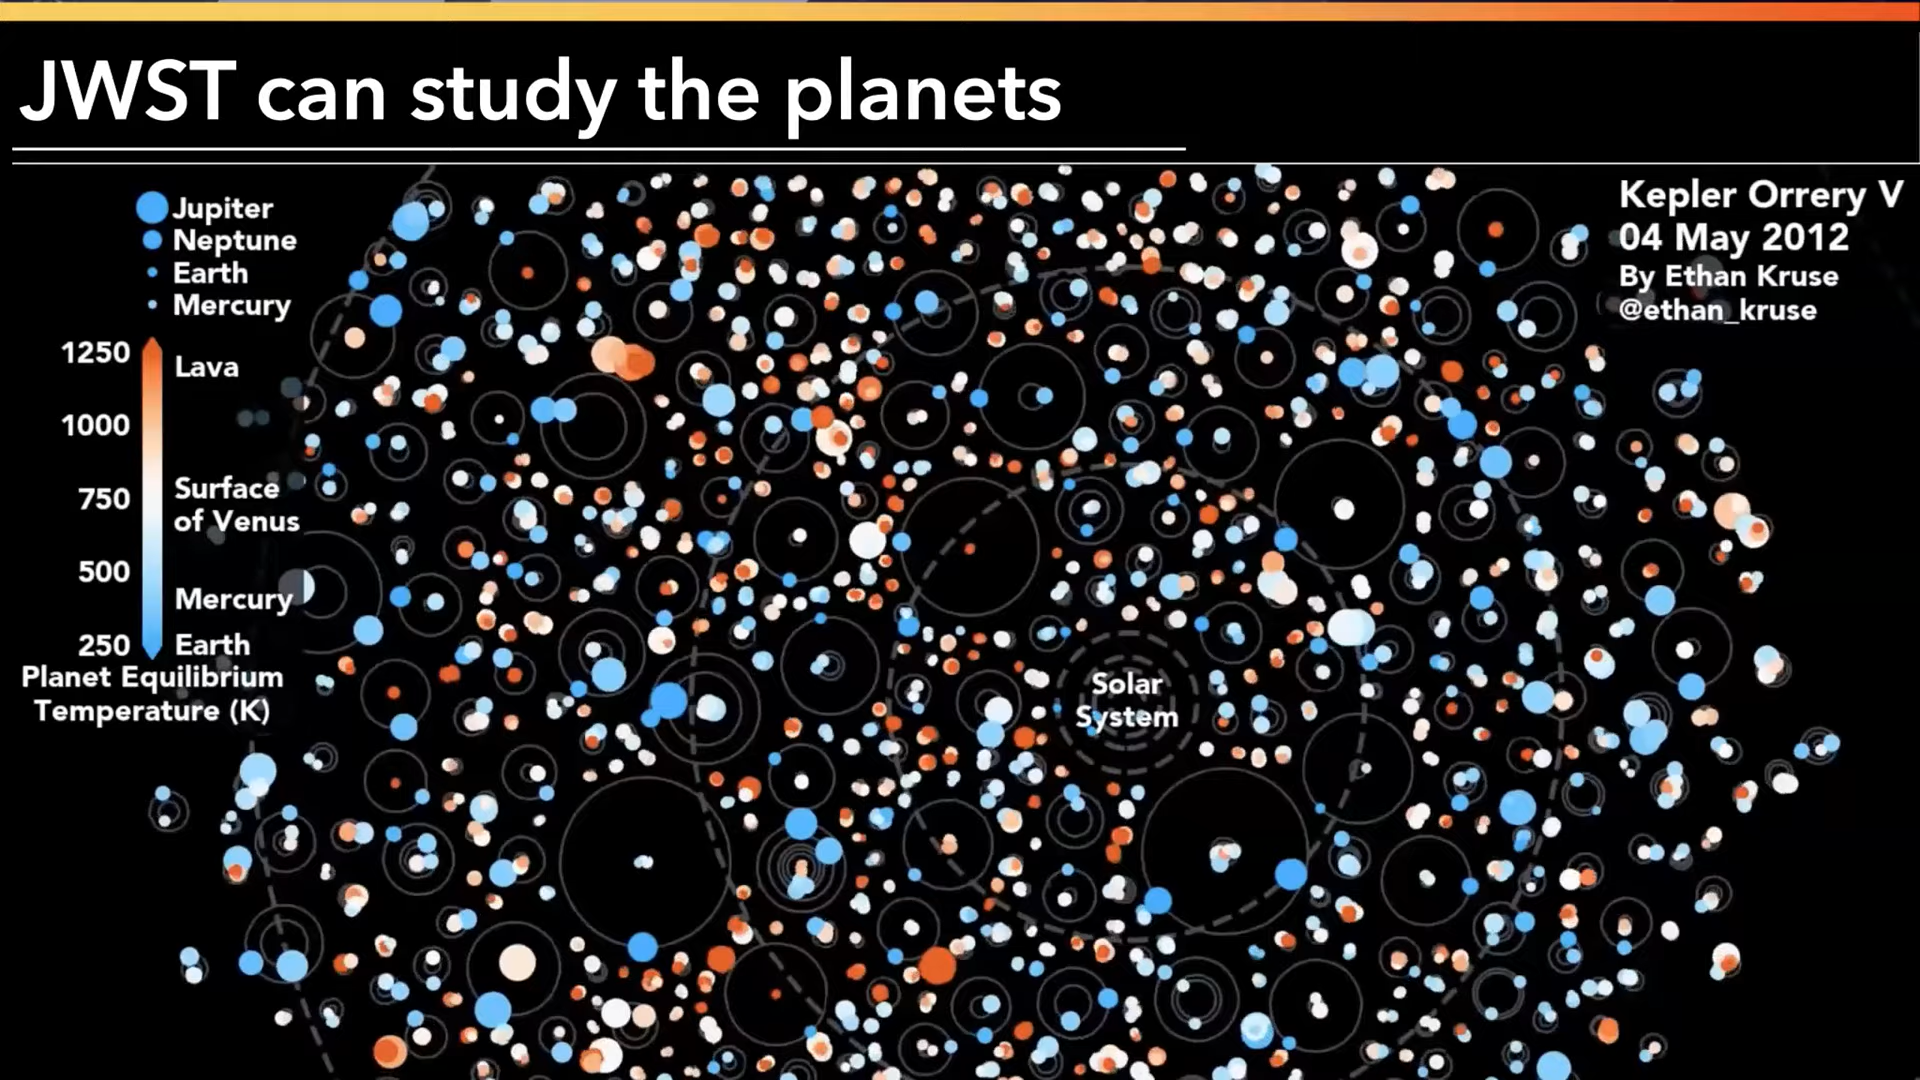 JWST can study the planets
Jupiter
Neptune
Earth
Mercury
Kepler Orrery V
04 May 2012
By Ethan Kruse
@ethan_kruse
1250
Lava
1000
750
Surface
of Venus
500
Mercury
250
Earth
Planet Equilibrium
Temperature (K)
Solar
System